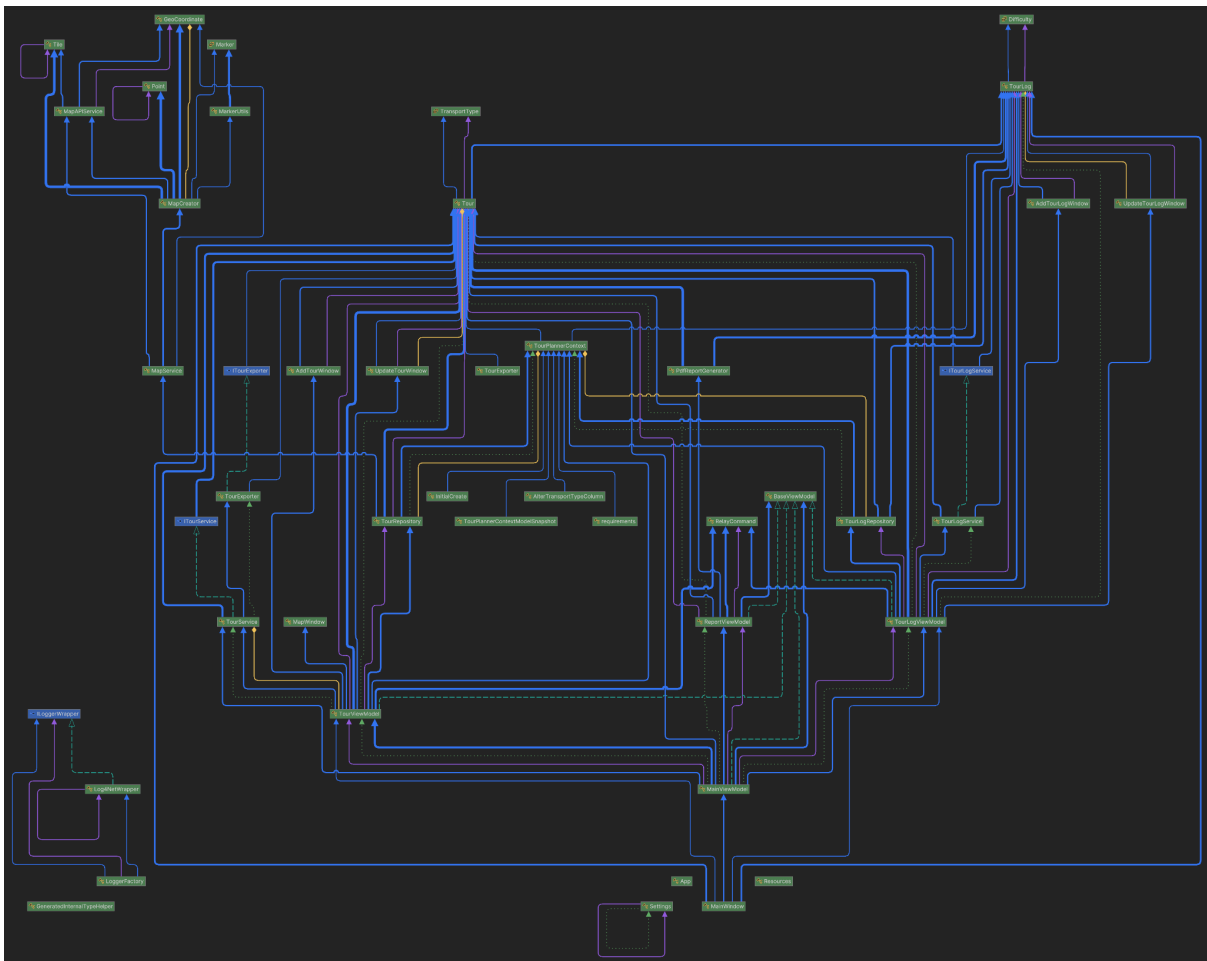 GeoCoordinate
Difficulty
Tile
Marker
Point
TourLog
MapAPIService
MarkerUtils
TransportType
MapCreator
Tour
AddTourLogWindow
UpdateTourLogWindow
TourPlannerContext
MapService
ITourExporter
AddTourWindow
UpdateTourWindow
TourExporter
PdfReportGenerator
ITourLogService
TourExporter
InitialCreate
AlterTransportTypeColumn
BaseViewModel
ITourService
TourRepository
TourPlannerContextModelSnapshot
requirements
RelayCommand
TourLogRepository
TourLogService
TourService
MapWindow
ReportViewModel
TourLogViewModel
ILoggerWrapper
TourViewModel
Log4NetWrapper
MainViewModel
LoggerFactory
App
Resources
GeneratedInternalTypeHelper
Settings
MainWindow